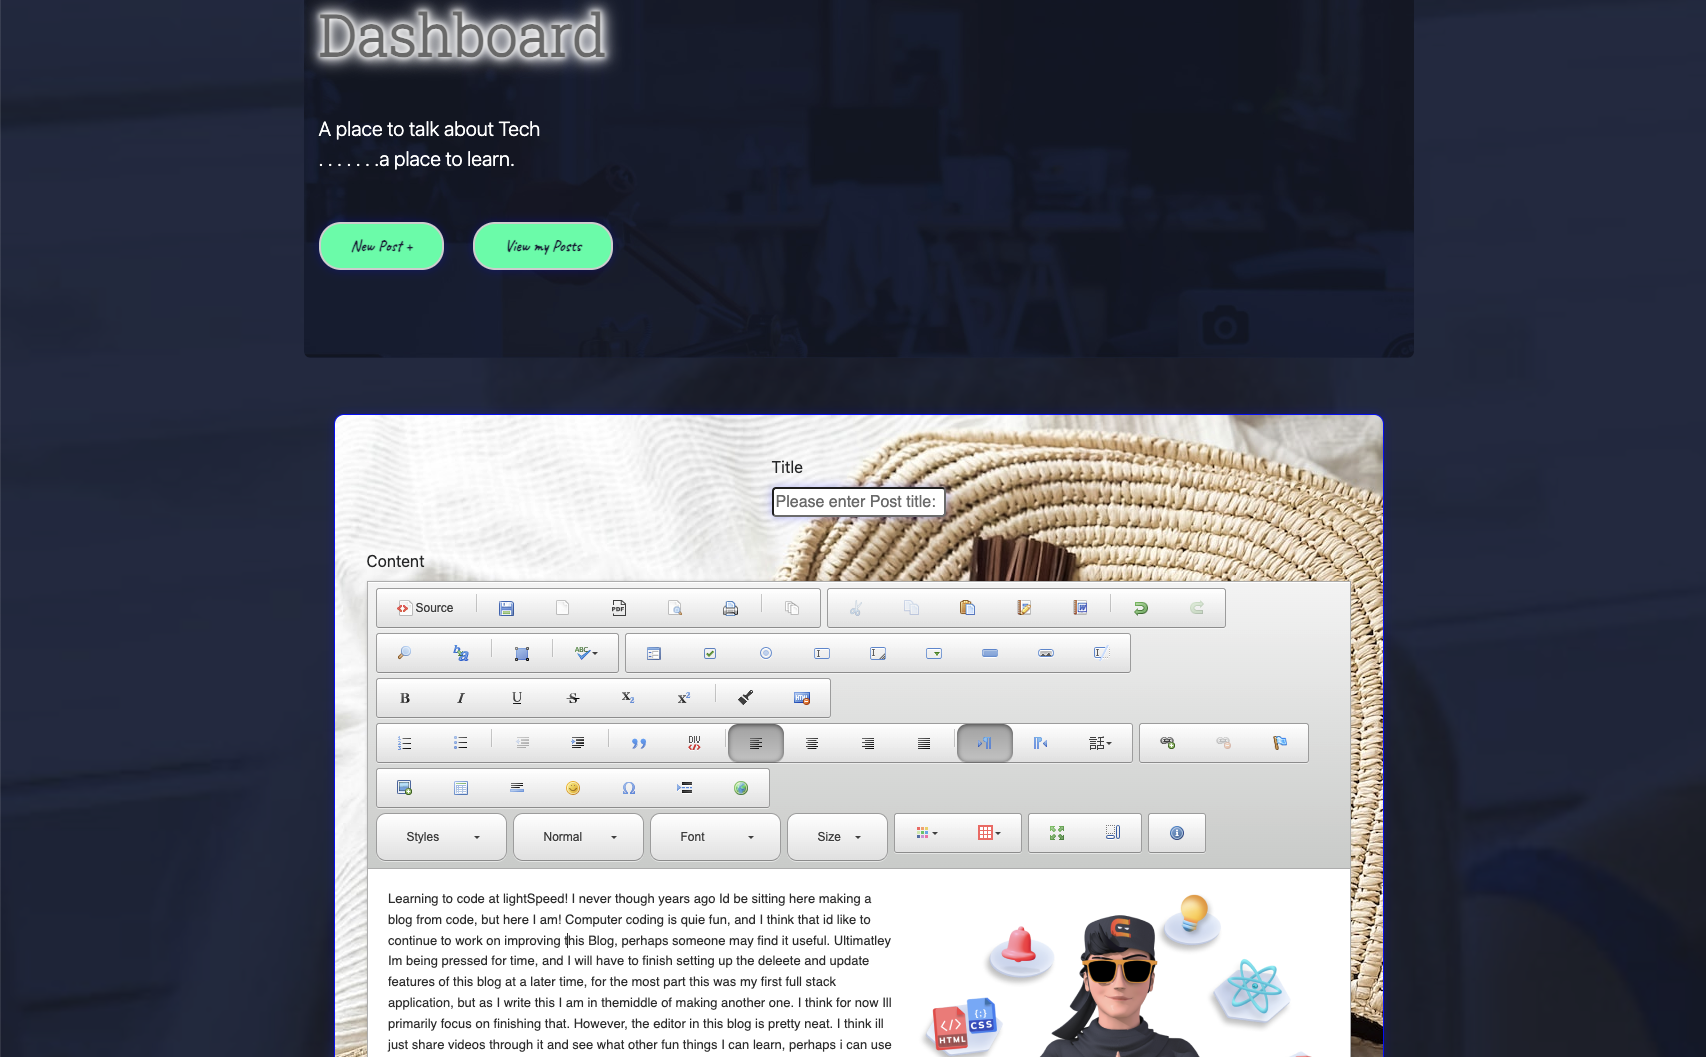 Dashboard
A place to talk about Tech
. . . . . . .a place to learn.
New Post +
View my Posts
Title
Please enter Post title:
Content
Source
PDF
ABC
B I U S X2 X2
DIV
話
Ω
Styles
Normal
Font
Size
Learning to code at lightSpeed! I never though years ago Id be sitting here making a
blog from code, but here I am! Computer coding is quie fun, and I think that id like to
continue to work on improving this Blog, perhaps someone may find it useful. Ultimatley
Im being pressed for time, and I will have to finish setting up the deleete and update
features of this blog at a later time, for the most part this was my first full stack
application, but as I write this I am in themiddle of making another one. I think for now Ill
primarily focus on finishing that. However, the editor in this blog is pretty neat. I think ill
just share videos through it and see what other fun things I can learn, perhaps i can use
</>
HTML
{:}
CSS